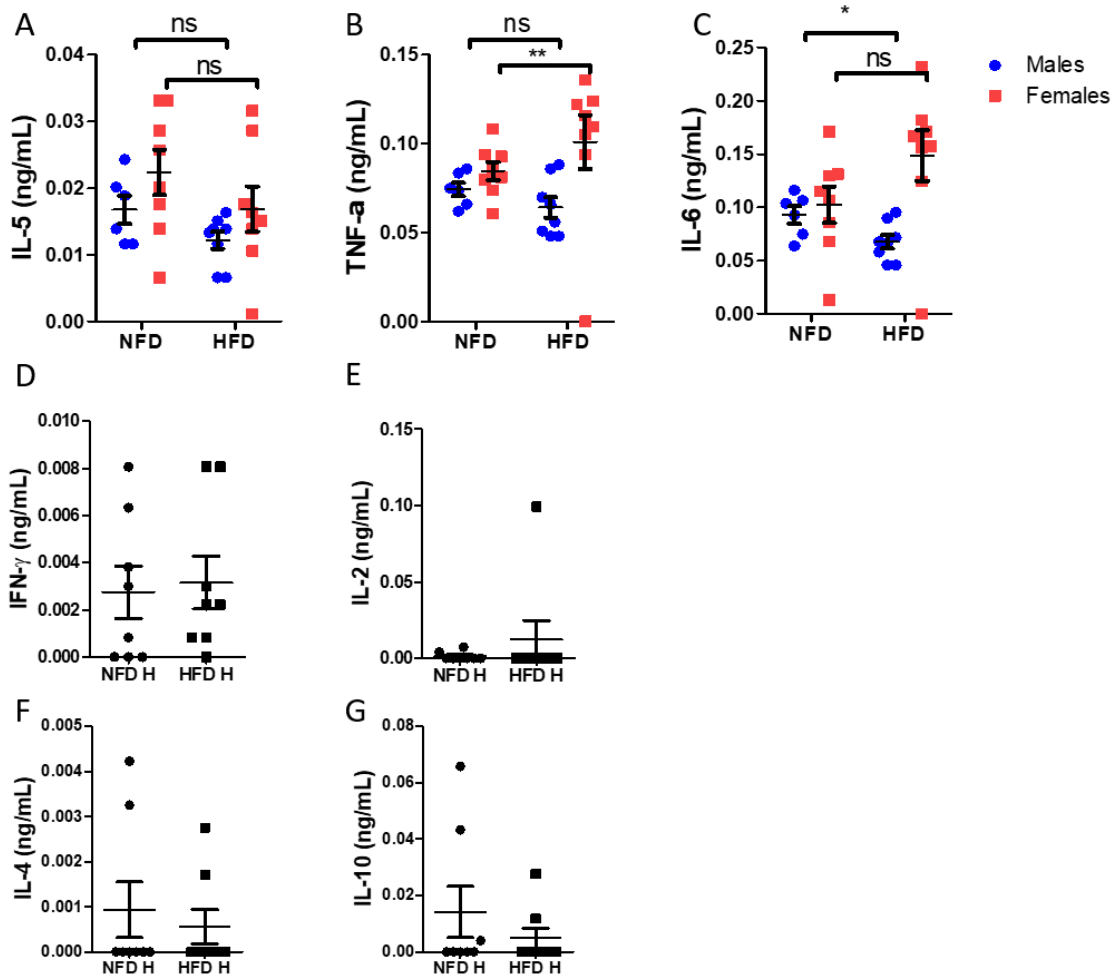 A
ns
ns
0.04
0.03
0.02
0.01
0.00
IL-5 (ng/mL)
NFD HFD
B
ns
**
0.15
0.10
0.05
0.00
TNF-a (ng/mL)
NFD HFD
C
*
ns
0.25
0.20
0.15
0.10
0.05
0.00
IL-6 (ng/mL)
NFD HFD
Males
Females
D
0.010
0.008
0.006
0.004
0.002
0.000
IFN-γ (ng/mL)
NFD H HFD H
E
0.15
0.10
0.05
0.00
IL-2 (ng/mL)
NFD H HFD H
F
0.005
0.004
0.003
0.002
0.001
0.000
IL-4 (ng/mL)
NFD H HFD H
G
0.08
0.06
0.04
0.02
0.00
IL-10 (ng/mL)
NFD H HFD H